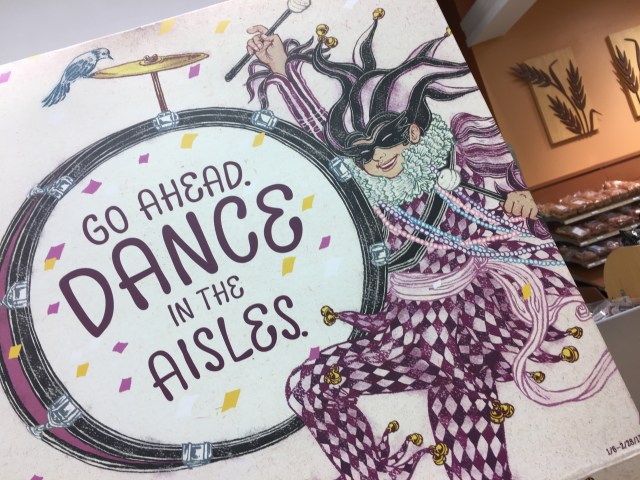 GO AHEAD.
DANCE
IN THE
AISLES.